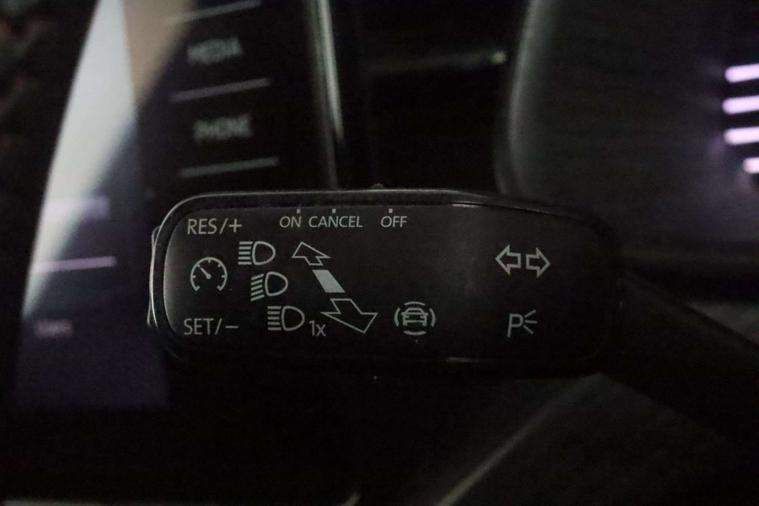 MEDIA
PHONE
RES/+
ON CANCEL OFF
SET/-
1x
P